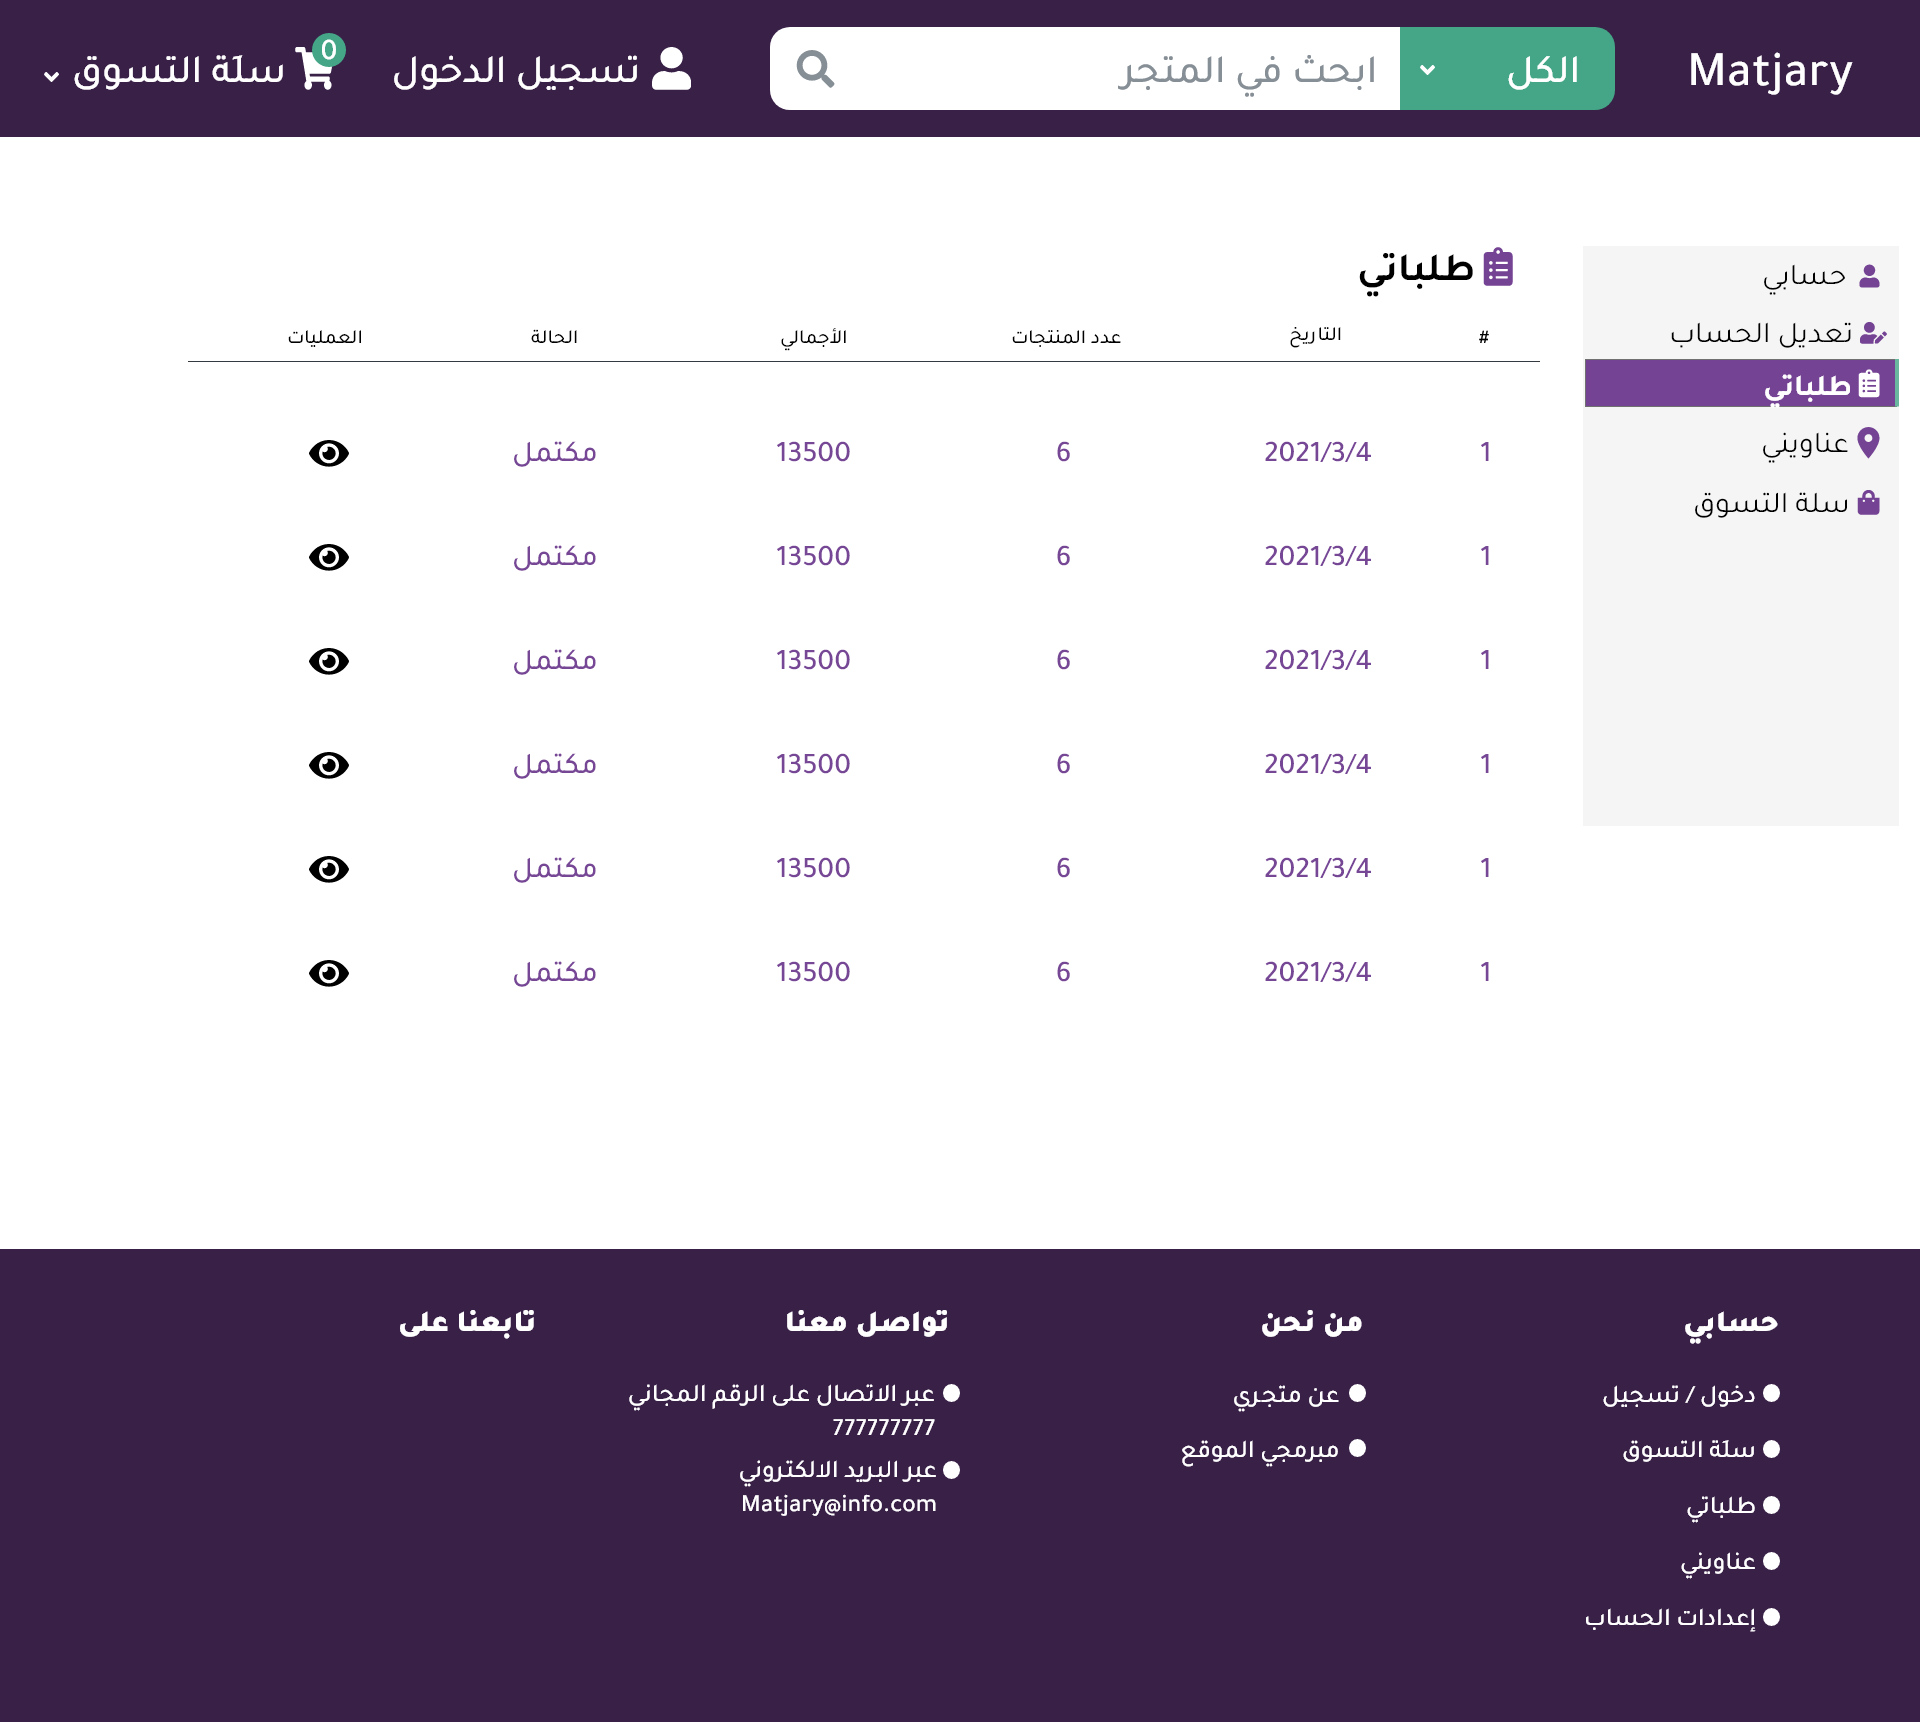 Matjary
الكل
ابحث في المتجر
تسجيل الدخول
0
سلَة التسوق
حسابي
تعديل الحساب
طلباتي
عناويني
سلة التسوق
طلباتي
# التاريخ عدد المنتجات الأجمالي الحالة العمليات
1 2021/3/4 6 13500 مكتمل
1 2021/3/4 6 13500 مكتمل
1 2021/3/4 6 13500 مكتمل
1 2021/3/4 6 13500 مكتمل
1 2021/3/4 6 13500 مكتمل
1 2021/3/4 6 13500 مكتمل
حسابي
دخول / تسجيل
سلَة التسوق
طلباتي
عناويني
إعدادات الحساب
من نحن
عن متجري
مبرمجي الموقع
تواصل معنا
عبر الاتصال على الرقم المجاني
777777777
عبر البريد الالكتروني
Matjary@info.com
تابعنا على